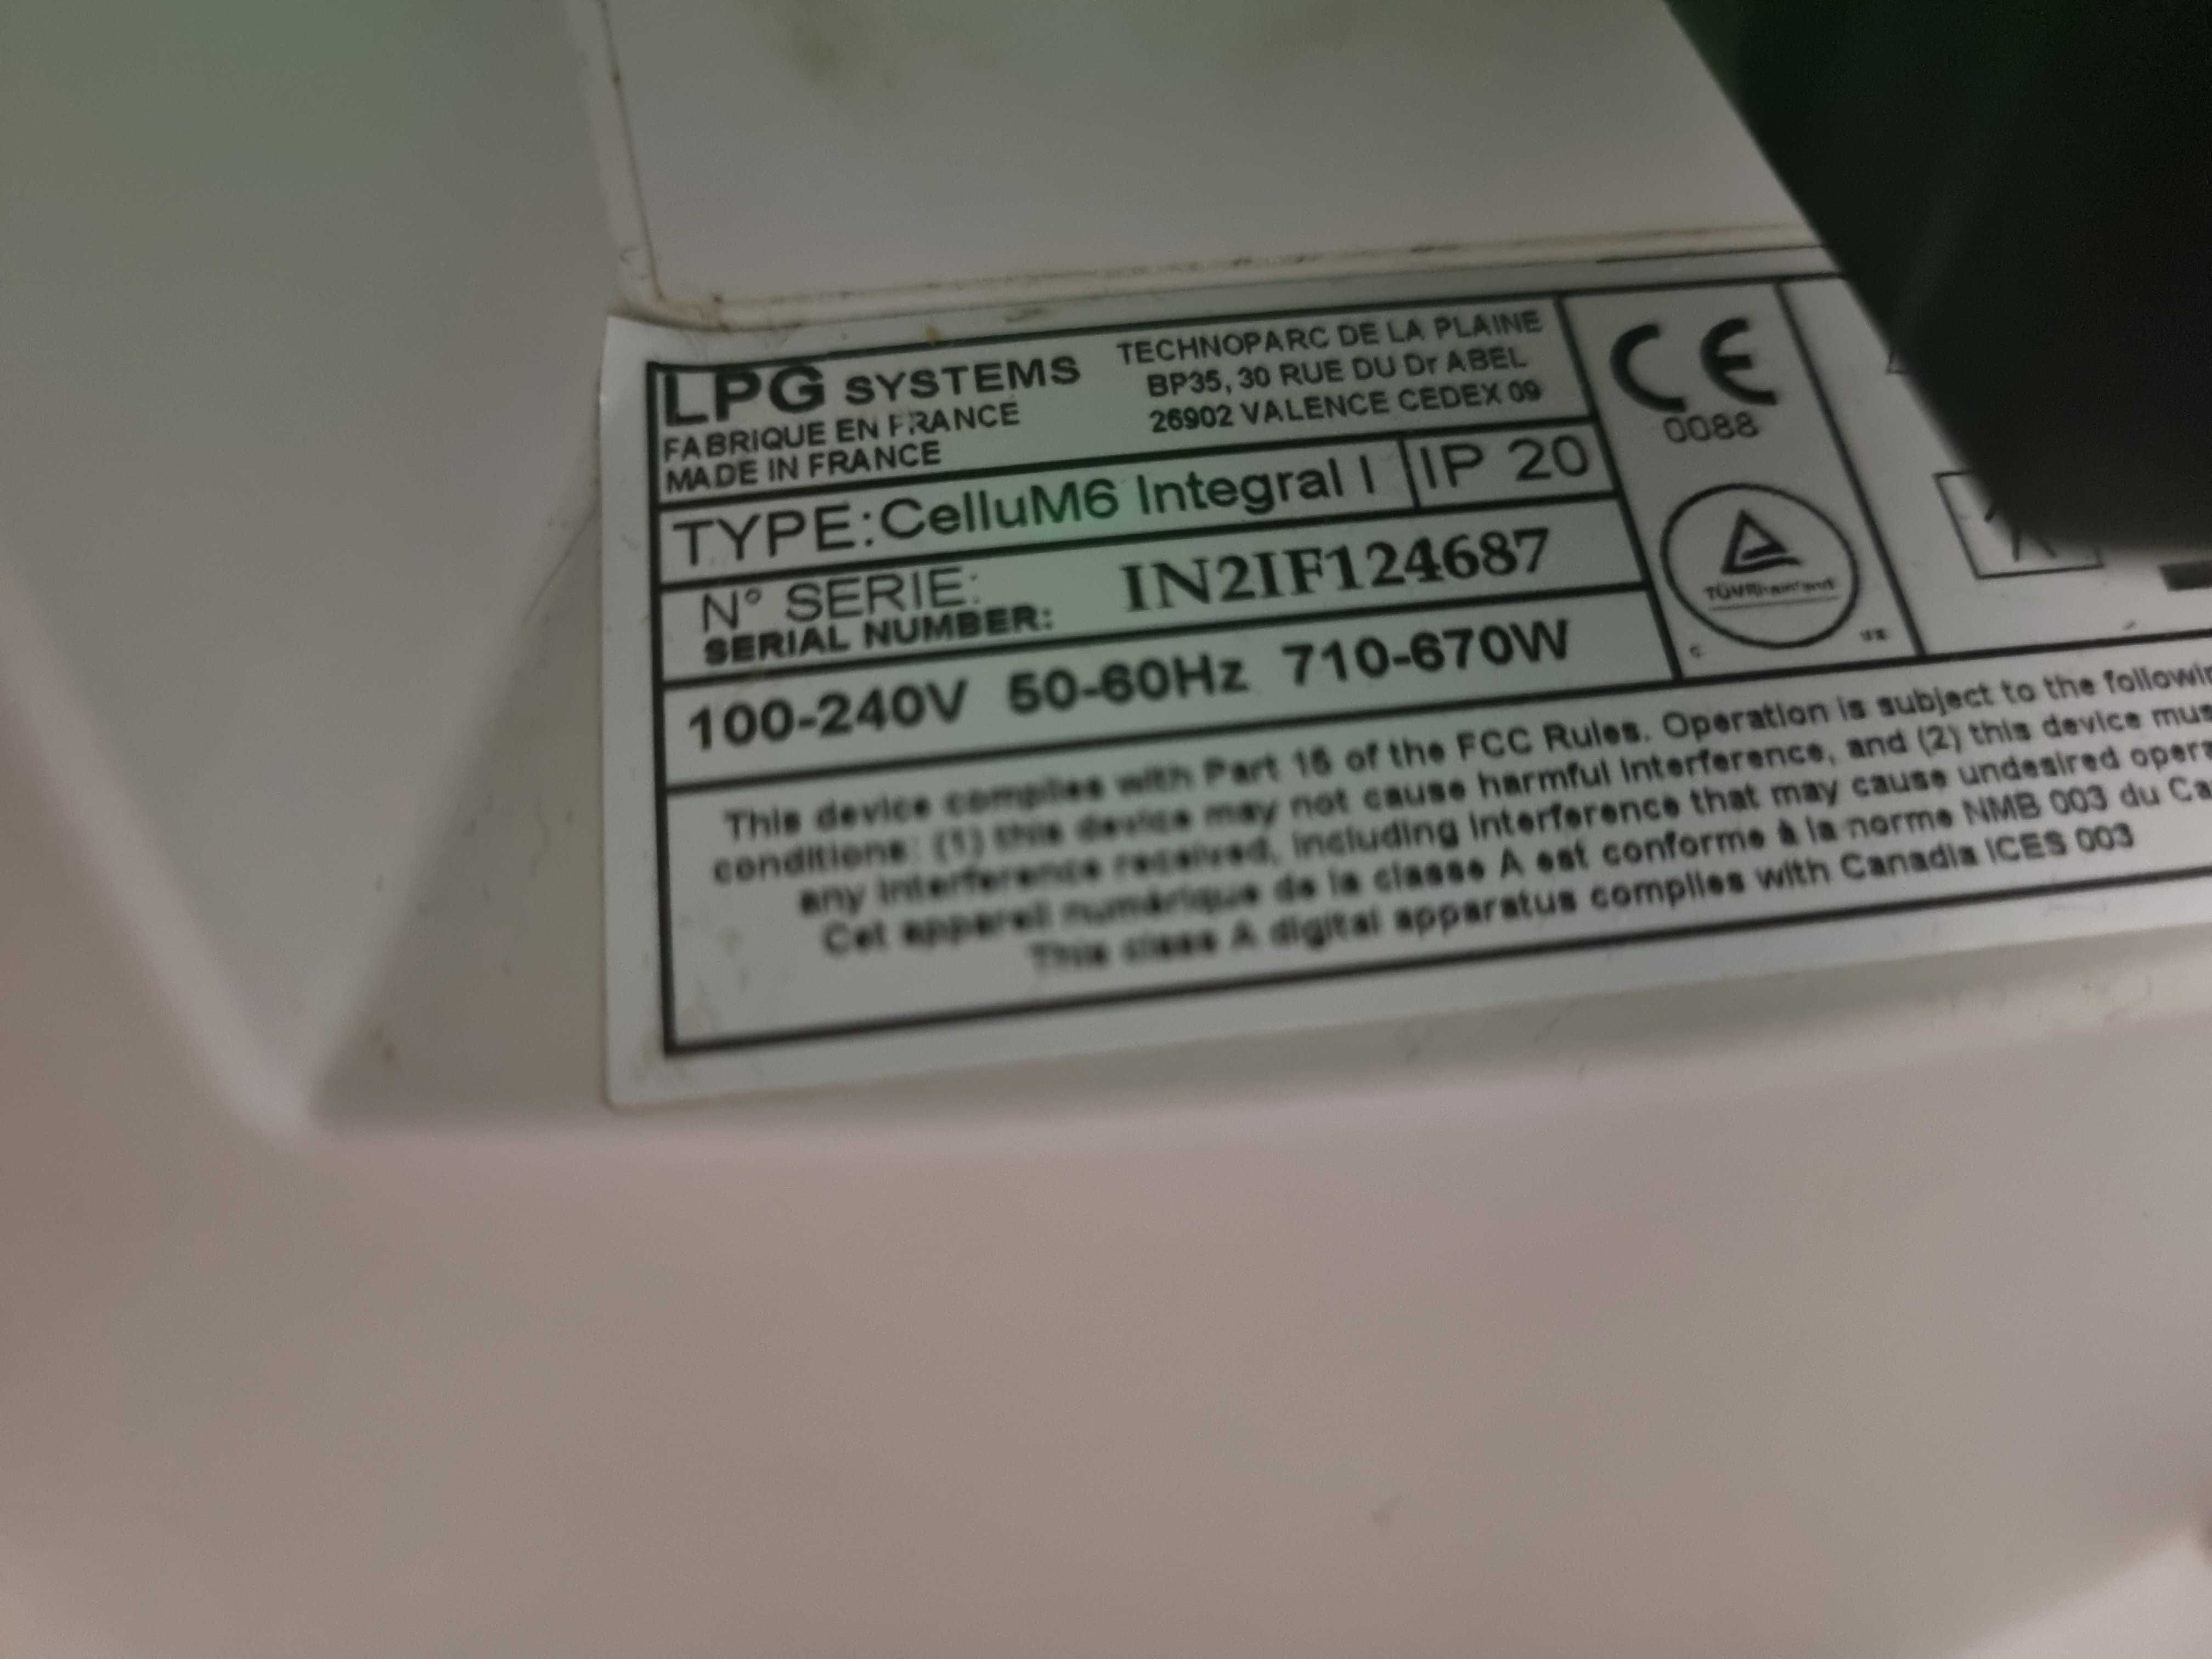 LPG SYSTEMS
FABRIQUE EN FRANCE
MADE IN FRANCE
TECHNOPARC DE LA PLAINE
BP35, 30 RUE DU Dr ABEL
26902 VALENCE CEDEX 09
CE
0088
TYPE:CelluM6 Integral I
IP 20
N° SERIE:
SERIAL NUMBER:
IN2IF124687
TÜVRheinland
C
US
100-240V 50-60Hz 710-670W
This device complies with Part 15 of the FCC Rules. Operation is subject to the
conditions: (1) this device may not cause harmful interference, and (2) this device
any interference received, including interference that may cause undesired
Cet appareil numérique de la classe A est conforme à la norme NMB 003 du
This class A digital apparatus complies with Canadia ICES 003